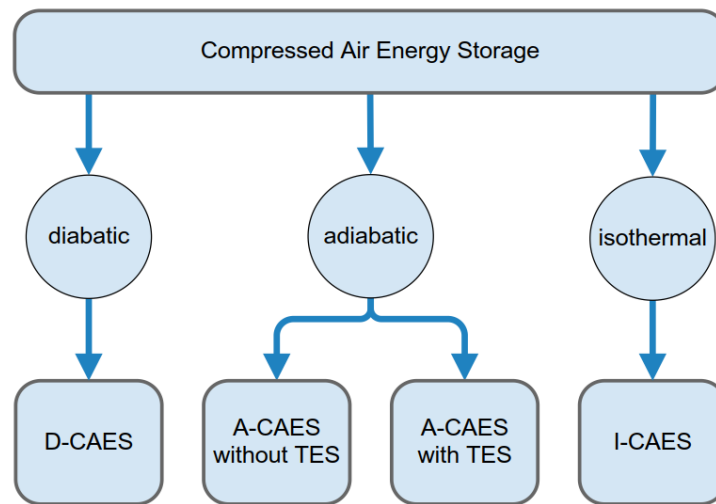 Compressed Air Energy Storage
diabatic
adiabatic
isothermal
D-CAES
A-CAES
without TES
A-CAES
with TES
I-CAES